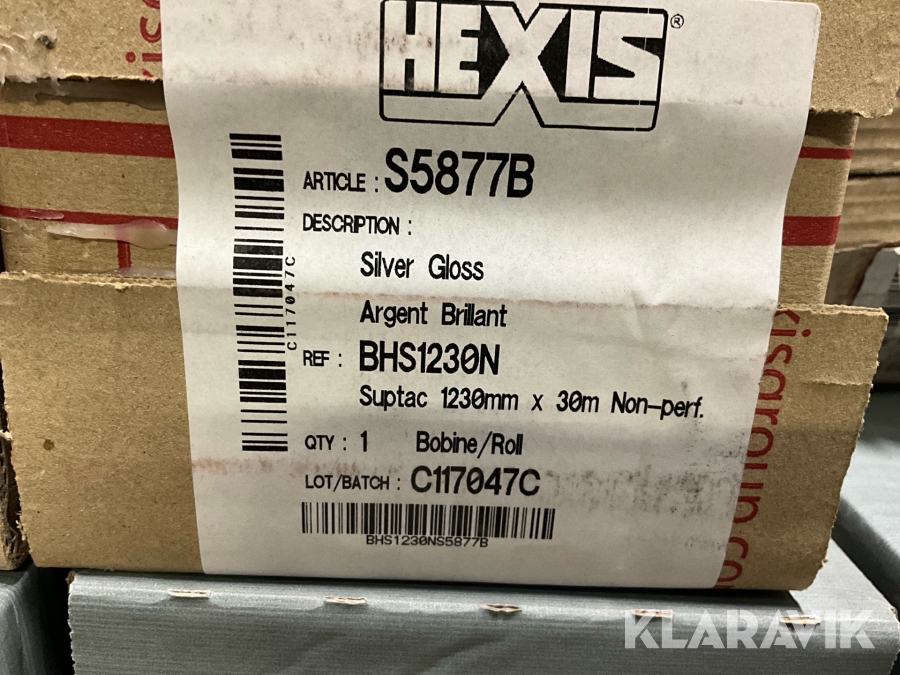 HEXIS®
ARTICLE : S5877B
DESCRIPTION :
Silver Gloss
Argent Brillant
REF : BHS1230N
Suptac 1230mm x 30m Non-perf.
QTY : 1 Bobine/Roll
LOT/BATCH : C117047C
BHS1230NS5877B
C117047C
KLARAVIK